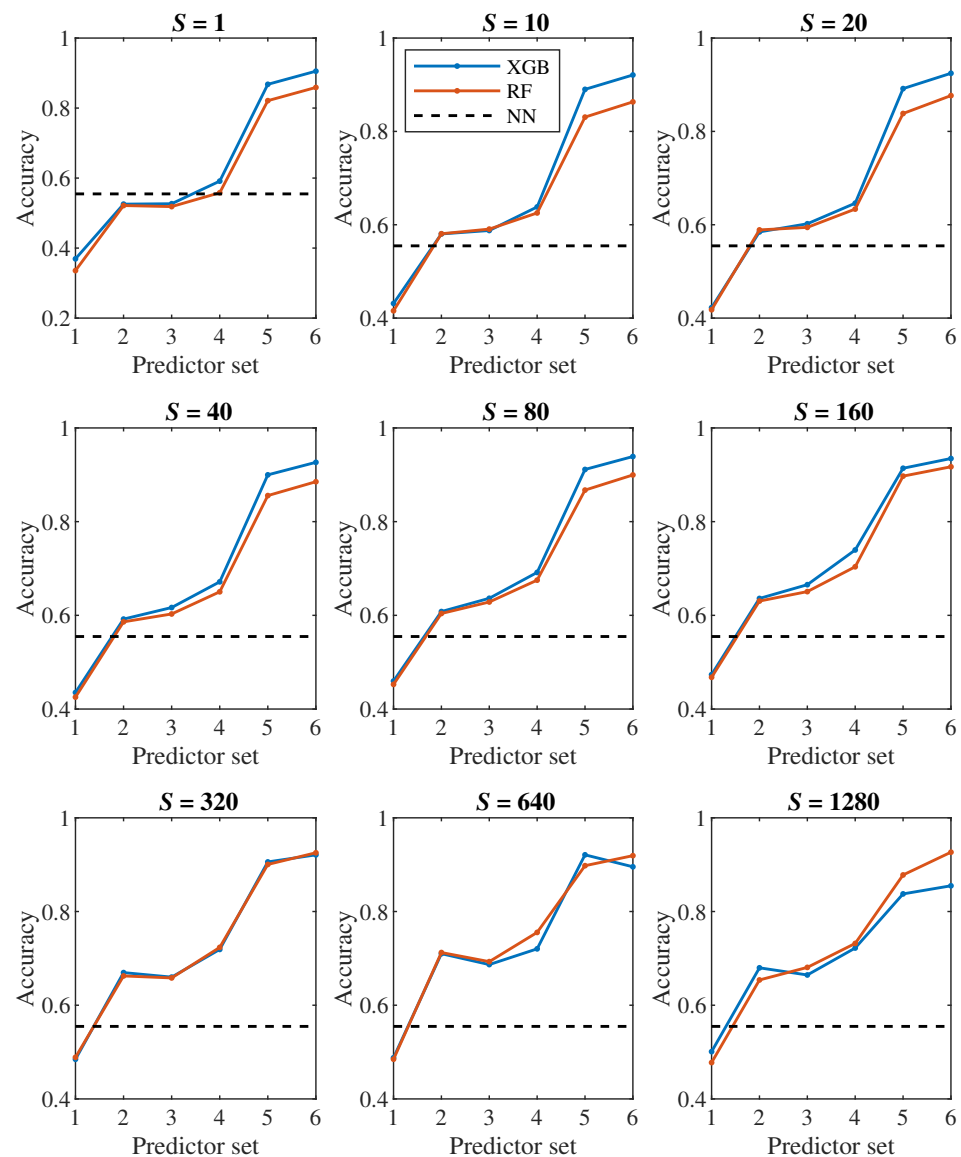 S = 1
Accuracy
1
0.8
0.6
0.4
0.2
1 2 3 4 5 6
Predictor set
S = 10
XGB
RF
NN
Accuracy
1
0.8
0.6
0.4
1 2 3 4 5 6
Predictor set
S = 20
Accuracy
1
0.8
0.6
0.4
1 2 3 4 5 6
Predictor set
S = 40
Accuracy
1
0.8
0.6
0.4
1 2 3 4 5 6
Predictor set
S = 80
Accuracy
1
0.8
0.6
0.4
1 2 3 4 5 6
Predictor set
S = 160
Accuracy
1
0.8
0.6
0.4
1 2 3 4 5 6
Predictor set
S = 320
Accuracy
1
0.8
0.6
0.4
1 2 3 4 5 6
Predictor set
S = 640
Accuracy
1
0.8
0.6
0.4
1 2 3 4 5 6
Predictor set
S = 1280
Accuracy
1
0.8
0.6
0.4
1 2 3 4 5 6
Predictor set